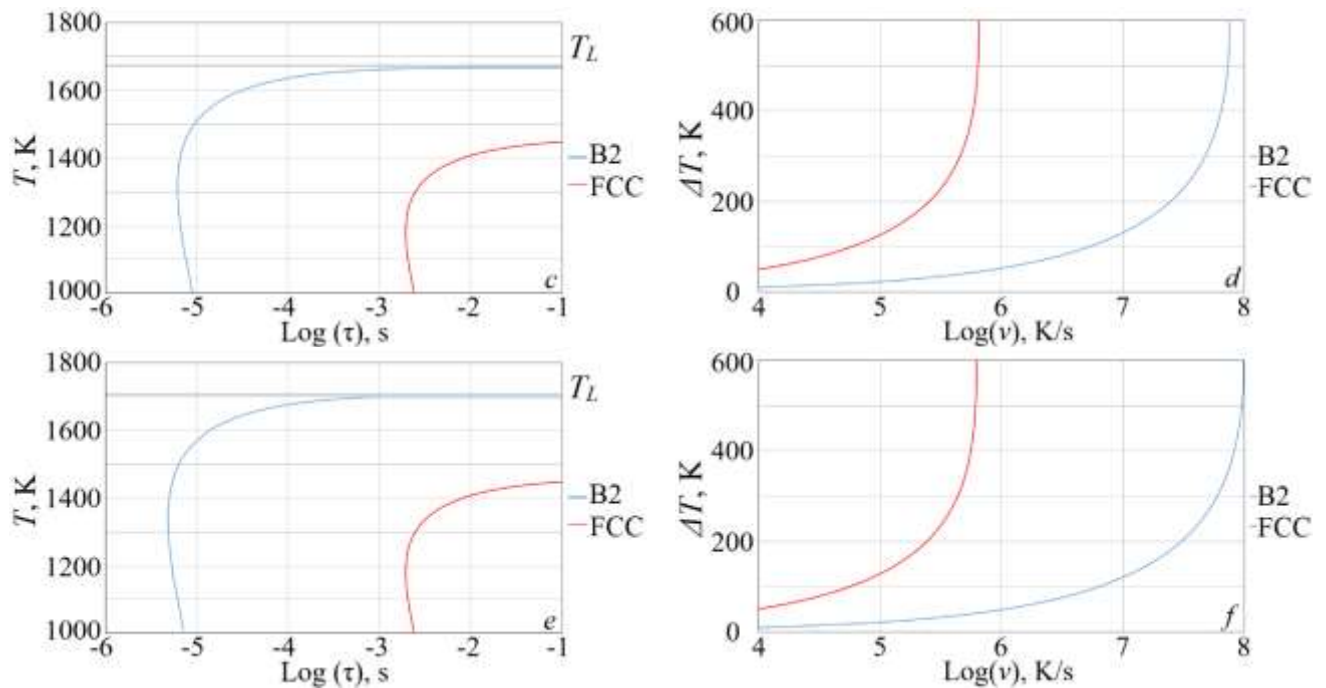 1800
1600
1400
1200
1000
T, K
-6
-5
-4
-3
-2
-1
Log (τ), s
T_L
B2
FCC
c
600
400
200
0
ΔT, K
4
5
6
7
8
Log(ν), K/s
B2
FCC
d
1800
1600
1400
1200
1000
T, K
-6
-5
-4
-3
-2
-1
Log (τ), s
T_L
B2
FCC
e
600
400
200
0
ΔT, K
4
5
6
7
8
Log(ν), K/s
B2
FCC
f